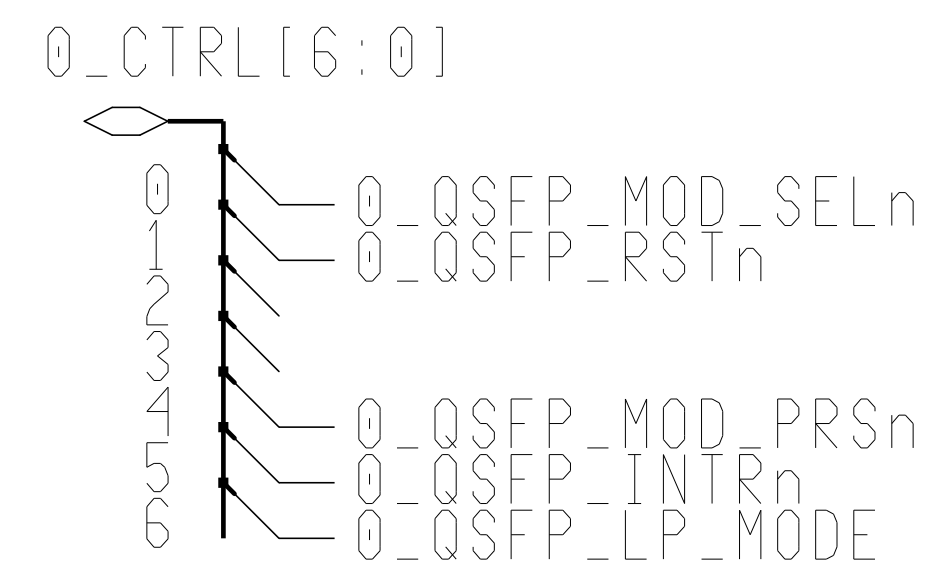 0_CTRL[6:0]
0 0_QSFP_MOD_SELn
1 0_QSFP_RSTn
2
3
4 0_QSFP_MOD_PRSn
5 0_QSFP_INTRn
6 0_QSFP_LP_MODE